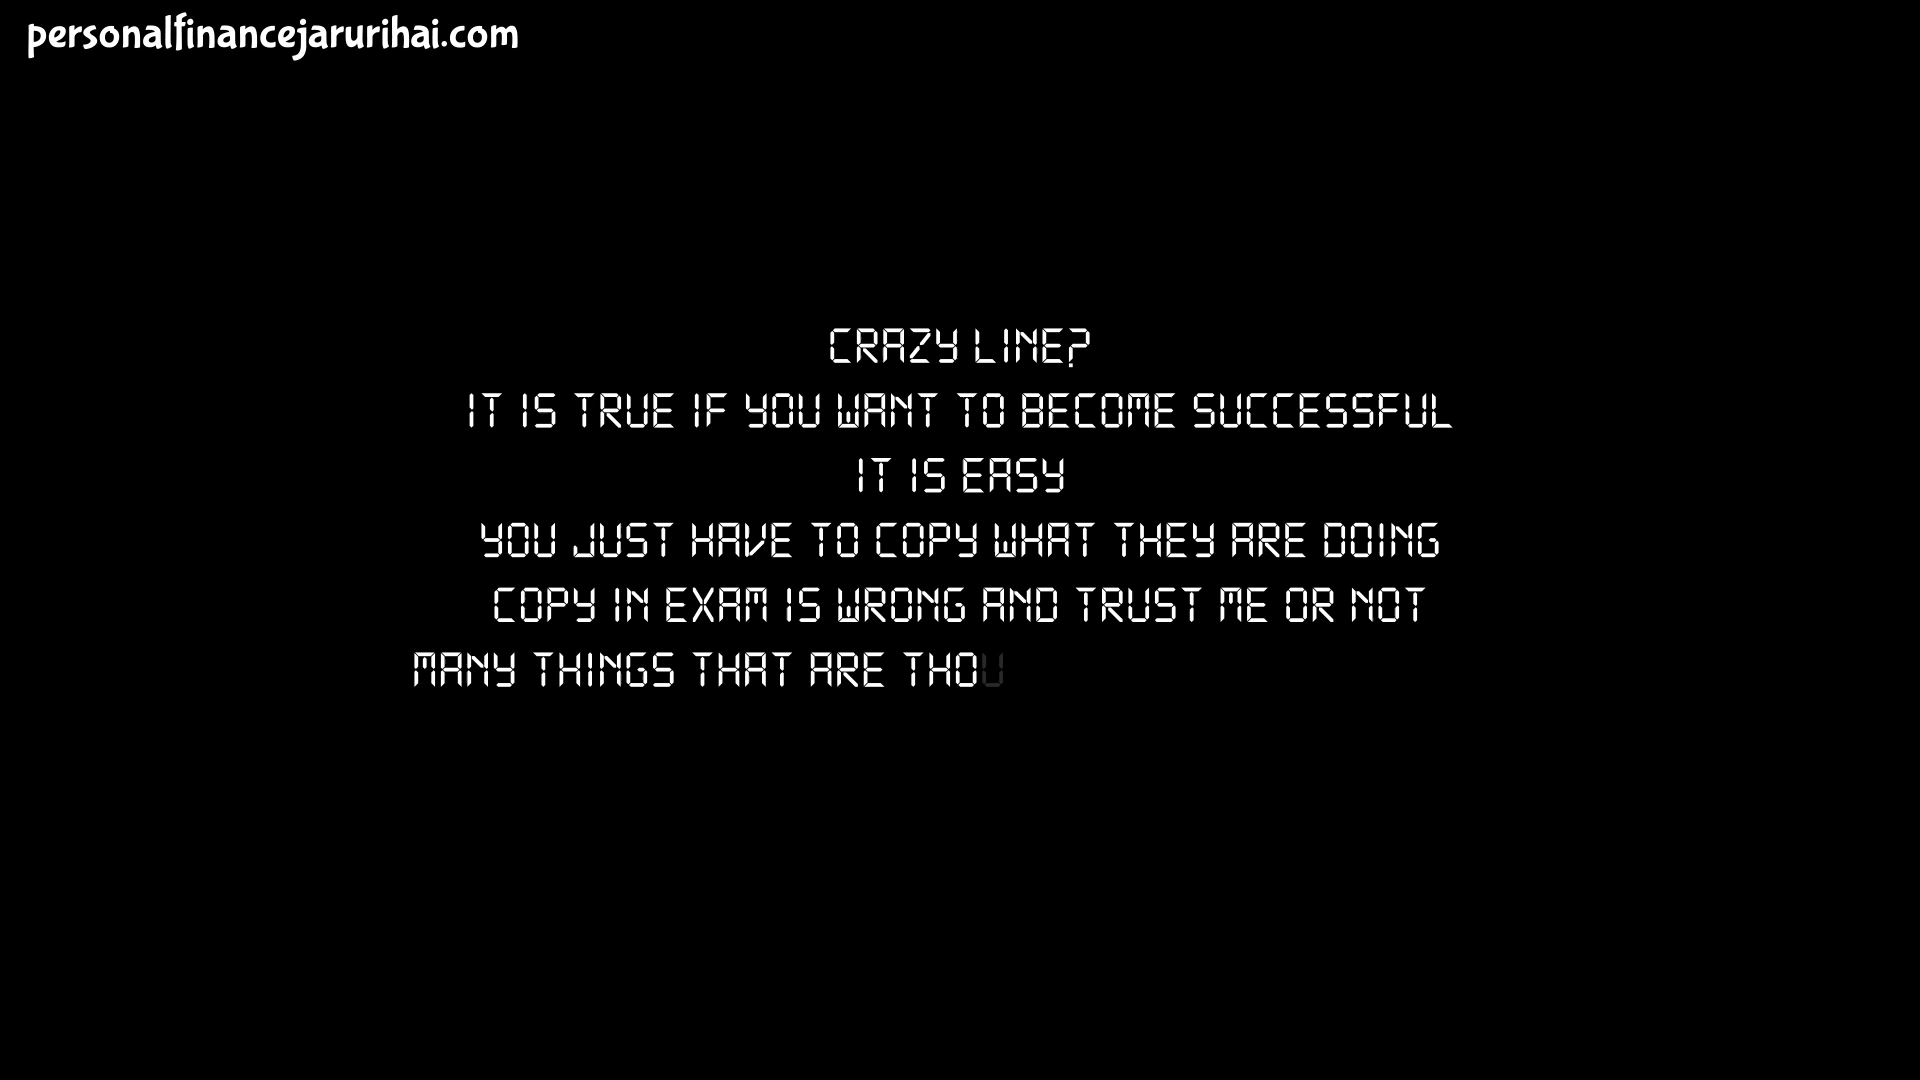 personalfinancejarurihai.com
CRAZY LINE?
IT IS TRUE IF YOU WANT TO BECOME SUCCESSFUL
IT IS EASY
YOU JUST HAVE TO COPY WHAT THEY ARE DOING
COPY IN EXAM IS WRONG AND TRUST ME OR NOT
MANY THINGS THAT ARE THOU